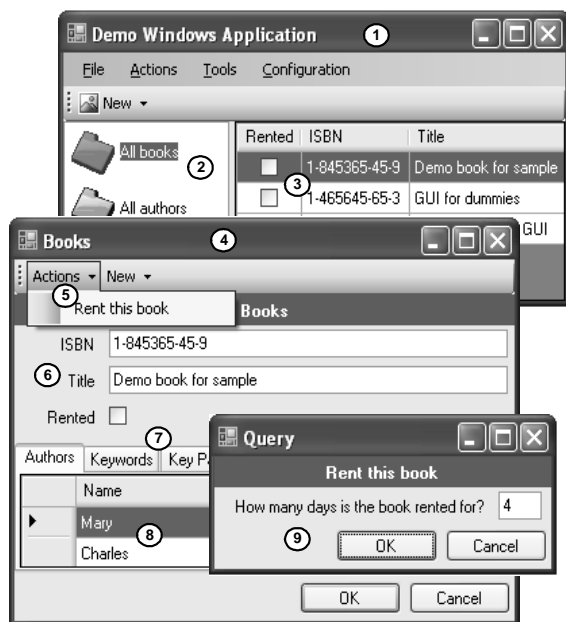 Demo Windows Application 1
File Actions Tools Configuration
New
All books 2
All authors
Rented ISBN Title
1-845365-45-9 Demo book for sample
3
1-465645-65-3 GUI for dummies
GUI
Books 4
Actions New
5
Rent this book
Books
ISBN 1-845365-45-9
6 Title Demo book for sample
Rented
7
Authors Keywords Key Pa
Name
Mary
8
Charles
OK Cancel
Query
Rent this book
How many days is the book rented for? 4
9
OK Cancel